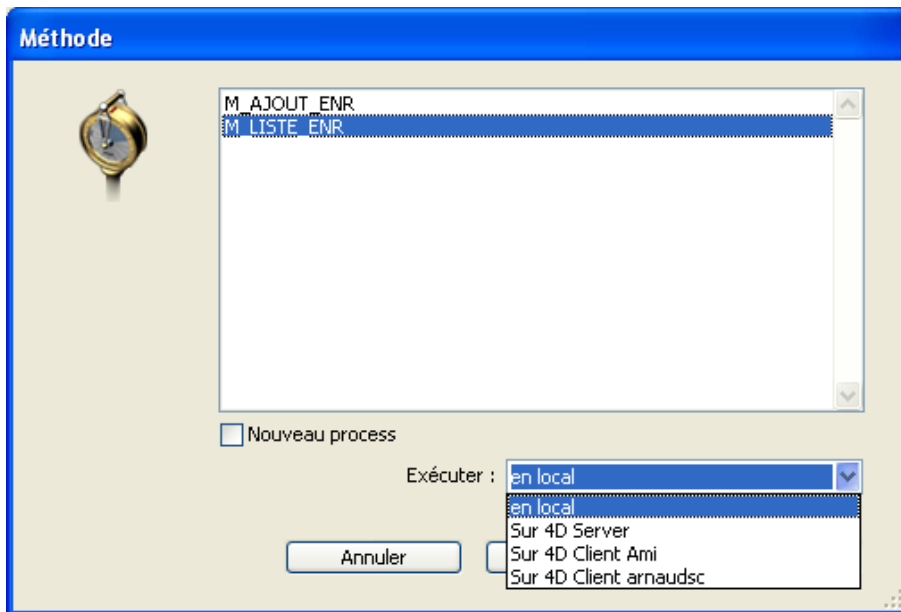 Méthode
M_AJOUT_ENR
M_LISTE_ENR
Nouveau process
Exécuter : en local
en local
Sur 4D Server
Sur 4D Client Ami
Annuler
Sur 4D Client arnaudsc